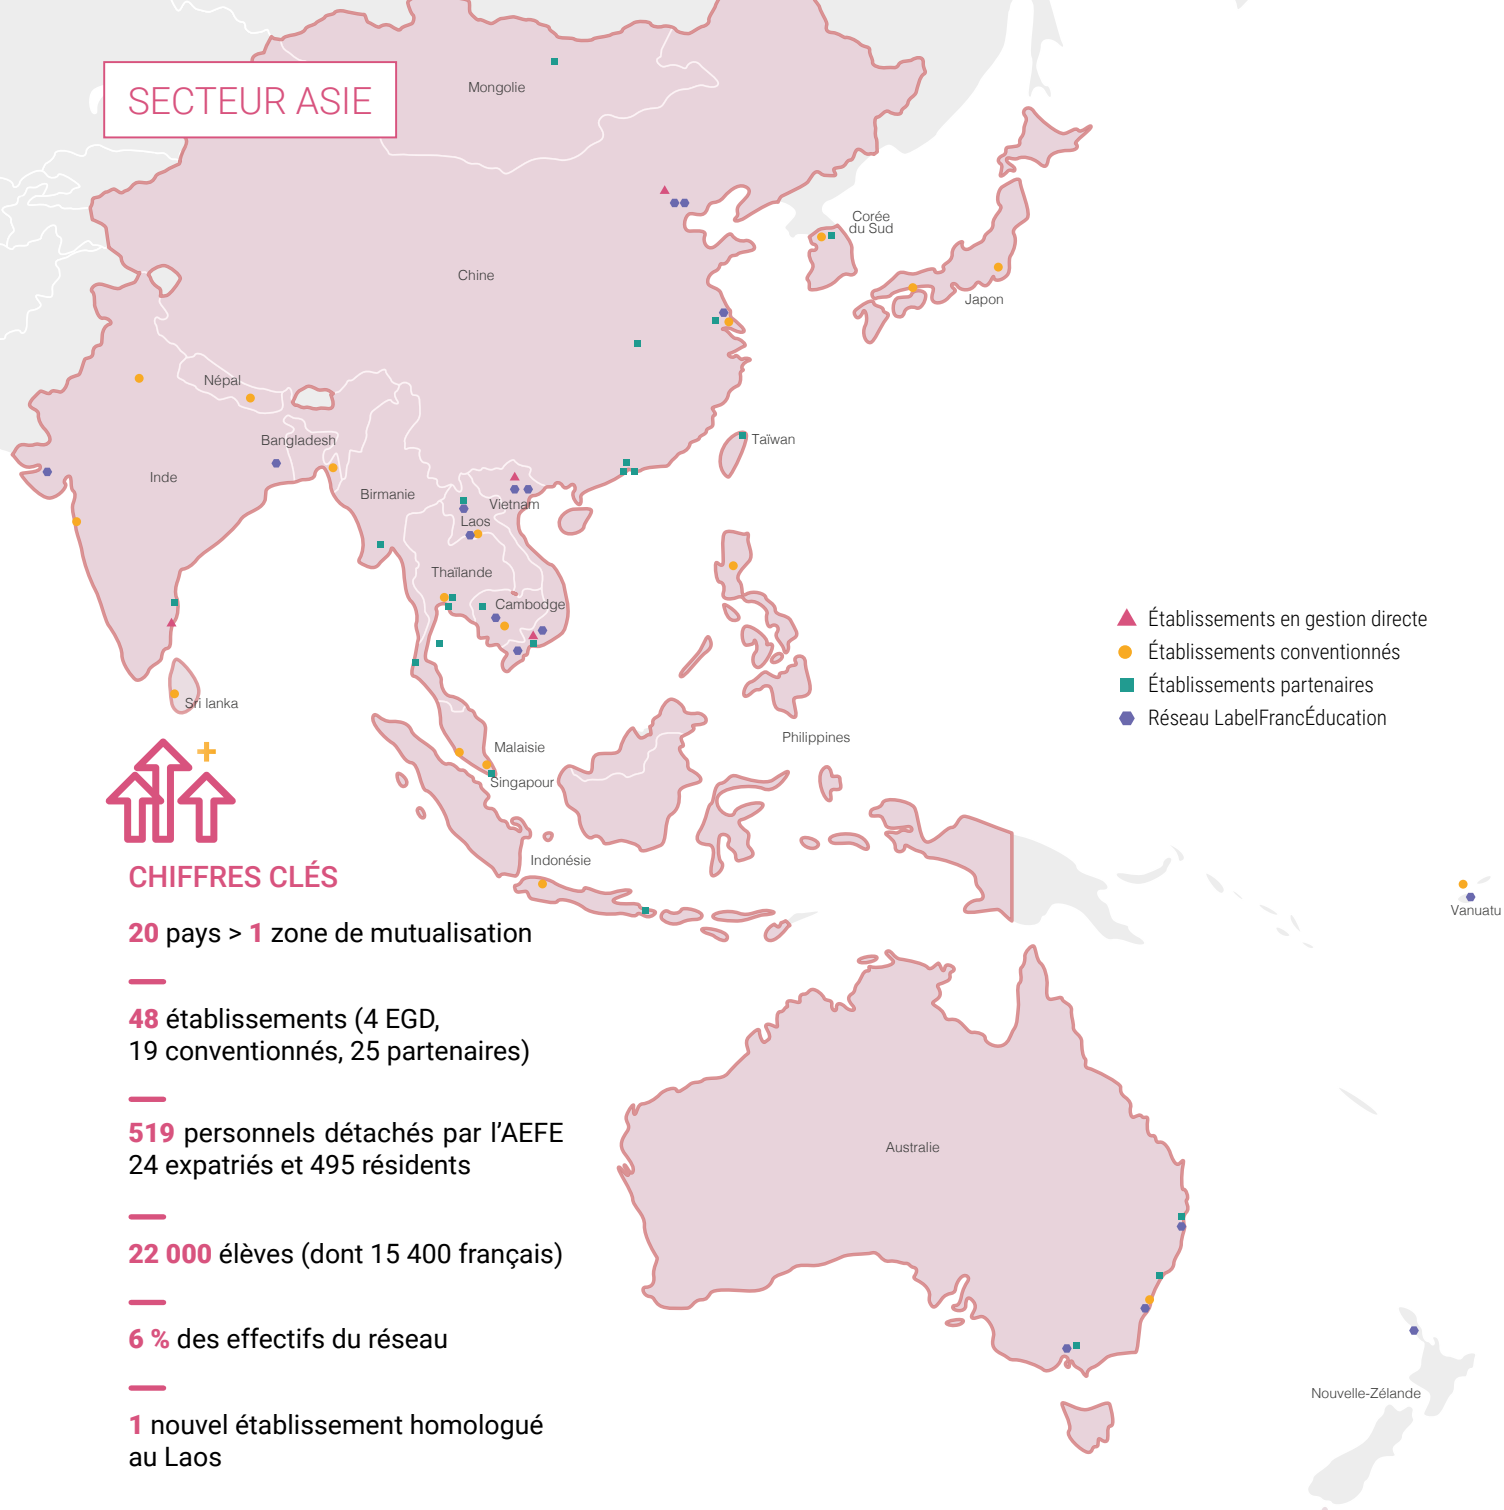 SECTEUR ASIE
Mongolie
Corée
du Sud
Chine
Japon
Népal
Bangladesh
Taïwan
Inde
Birmanie
Vietnam
Laos
Thaïlande
Cambodge
Sri lanka
Philippines
Malaisie
Singapour
Indonésie
Vanuatu
Australie
Nouvelle-Zélande
Établissements en gestion directe
Établissements conventionnés
Établissements partenaires
Réseau LabelFrancÉducation
CHIFFRES CLÉS
20 pays > 1 zone de mutualisation
48 établissements (4 EGD,
19 conventionnés, 25 partenaires)
519 personnels détachés par l’AEFE
24 expatriés et 495 résidents
22 000 élèves (dont 15 400 français)
6 % des effectifs du réseau
1 nouvel établissement homologué
au Laos